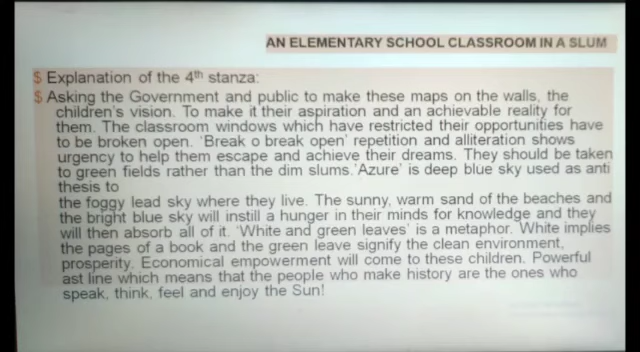 AN ELEMENTARY SCHOOL CLASSROOM IN A SLUM
$ Explanation of the 4th stanza:
$ Asking the Government and public to make these maps on the walls, the
children's vision. To make it their aspiration and an achievable reality for
them. The classroom windows which have restricted their opportunities have
to be broken open. 'Break o break open' repetition and alliteration shows
urgency to help them escape and achieve their dreams. They should be taken
to green fields rather than the dim slums.'Azure' is deep blue sky used as anti
thesis to
the foggy lead sky where they live. The sunny, warm sand of the beaches and
the bright blue sky will instill a hunger in their minds for knowledge and they
will then absorb all of it. 'White and green leaves' is a metaphor. White implies
the pages of a book and the green leave signify the clean environment,
prosperity. Economical empowerment will come to these children. Powerful
ast line which means that the people who make history are the ones who
speak, think, feel and enjoy the Sun!